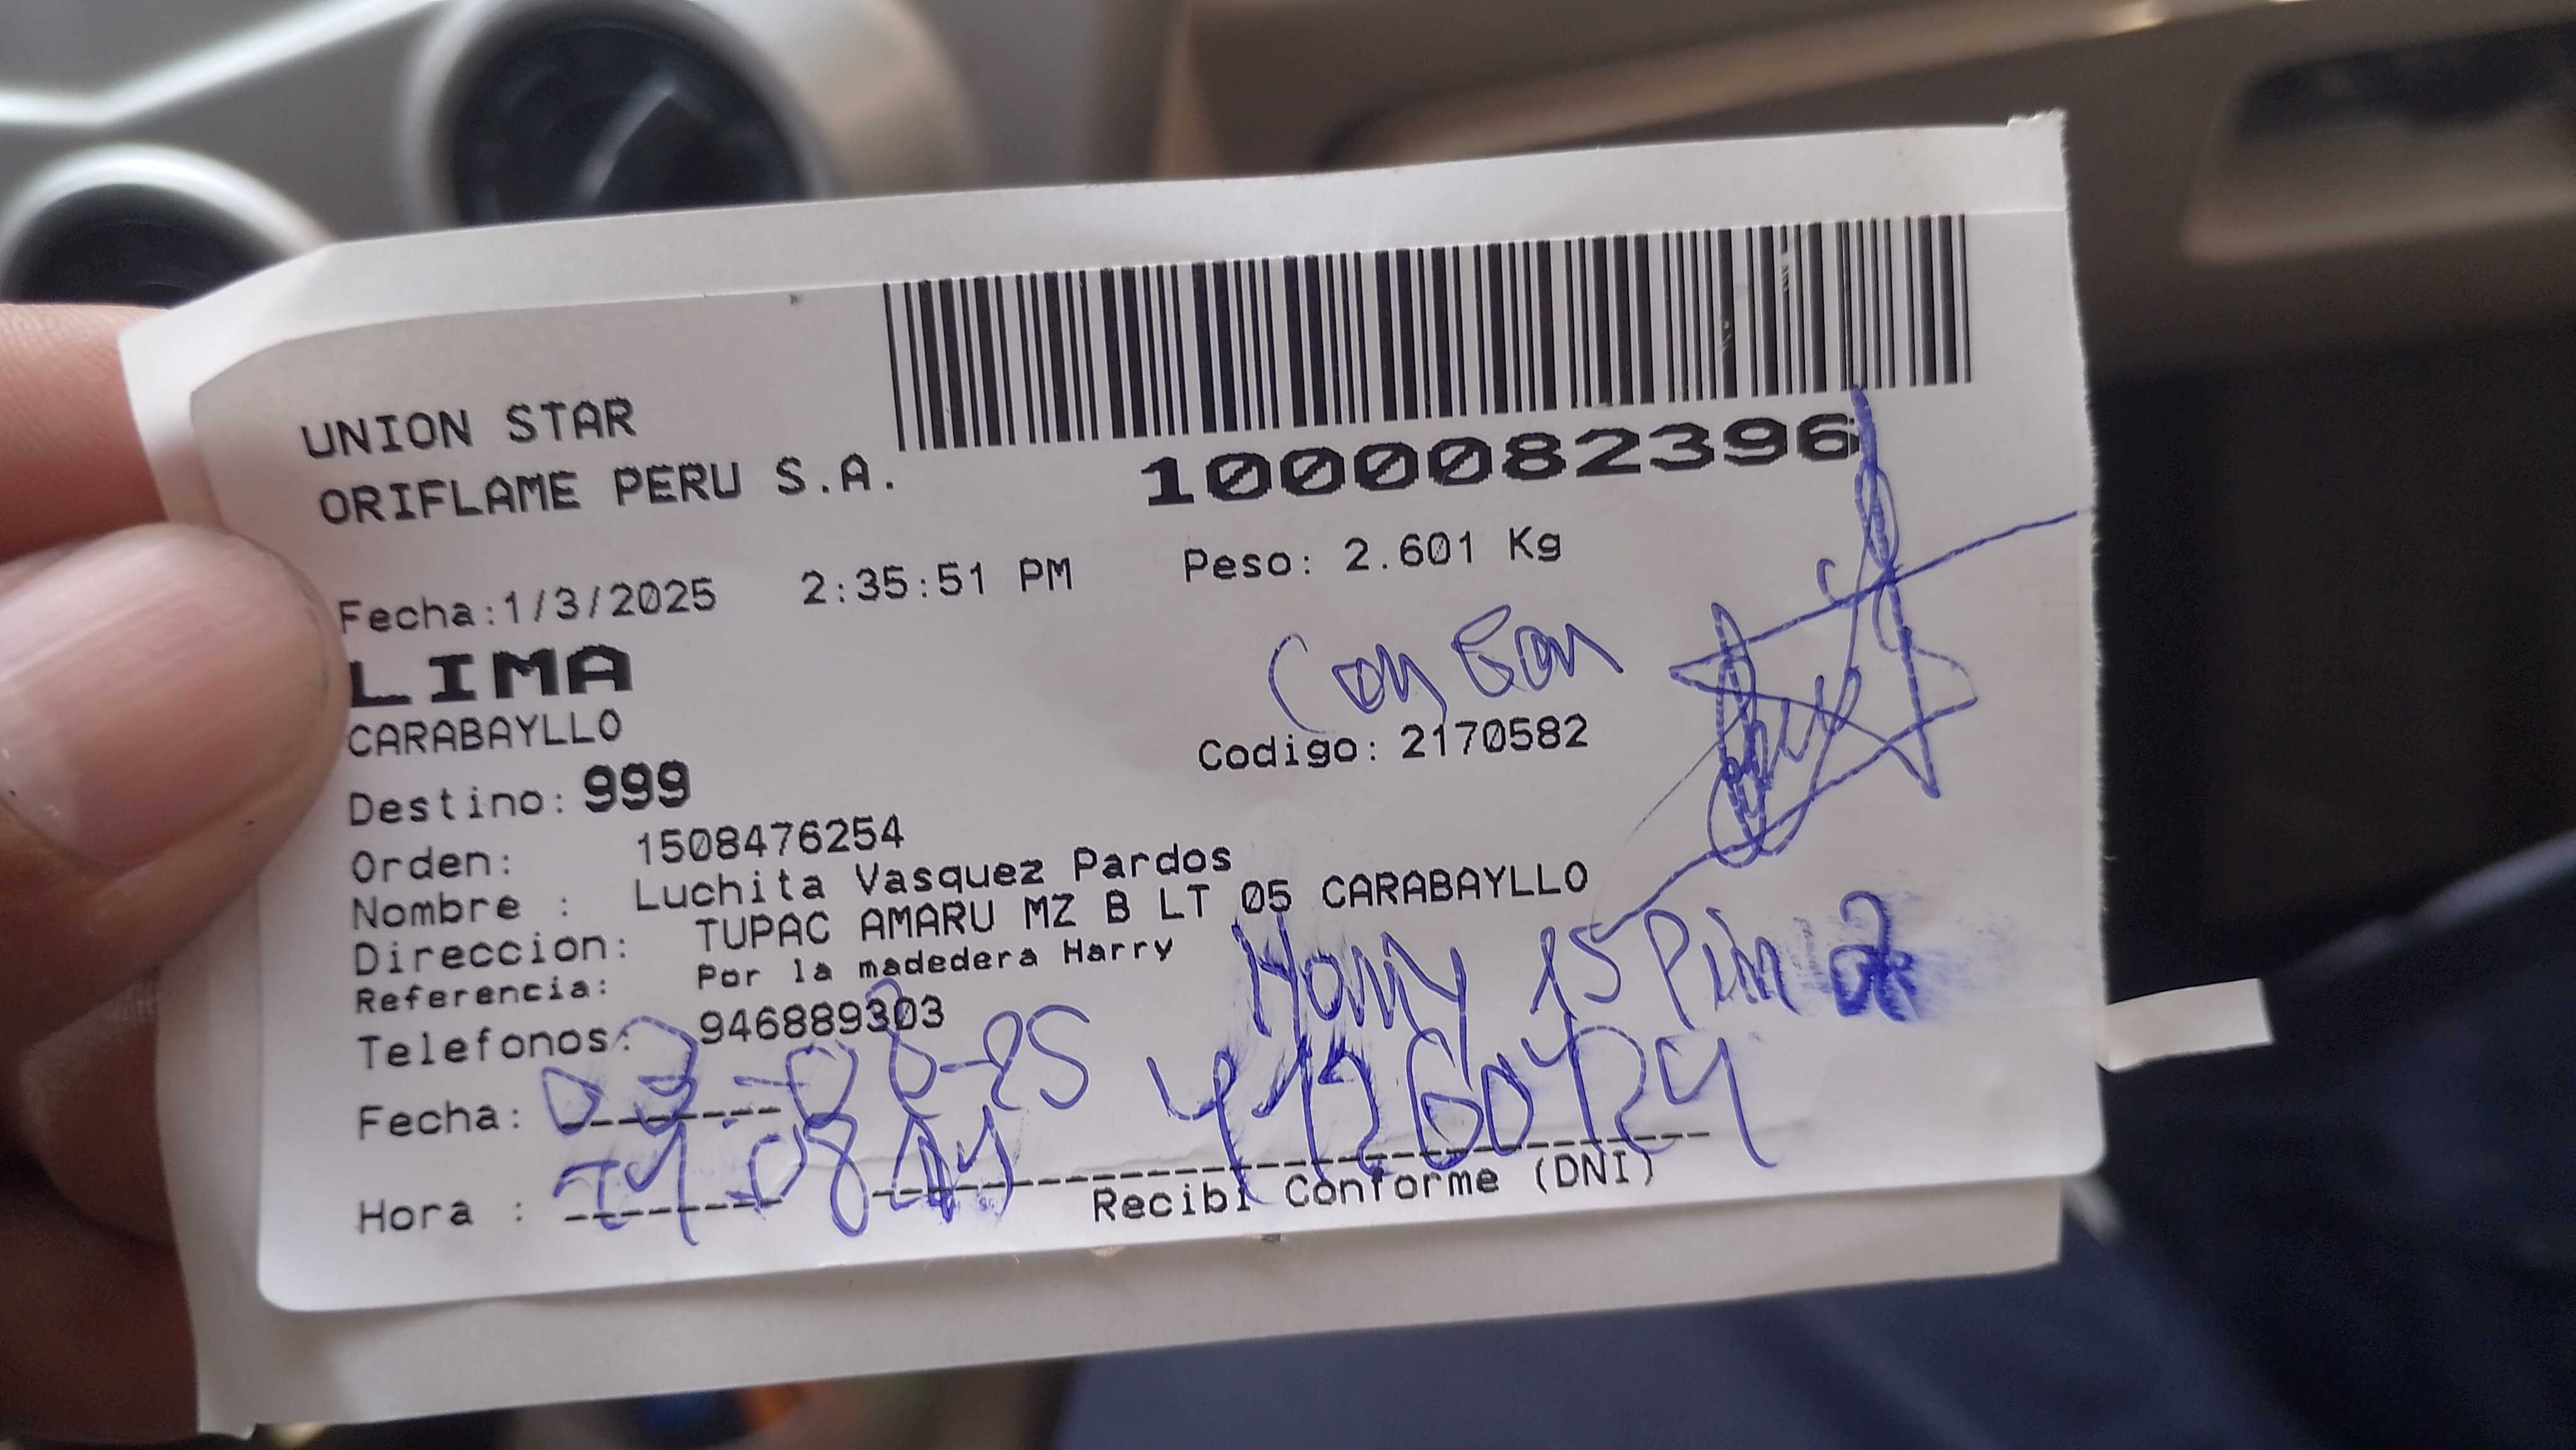 UNION STAR
ORIFLAME PERU S.A.
1000082396
Fecha:1/3/2025 2:35:51 PM Peso: 2.601 Kg
LIMA
CARABAYLLO
Codigo: 2170582
Destino: 999
Orden: 1508476254
Nombre : Luchita Vasquez Pardos
Direccion: TUPAC AMARU MZ B LT 05 CARABAYLLO
Referencia: Por la madedera Harry
Telefonos: 946889303
Fecha:
Hora :
Recibi Conforme (DNI)